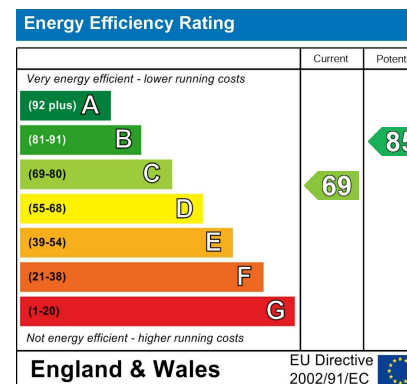 Energy Efficiency Rating
Current Potent
Very energy efficient - lower running costs
(92 plus) A
(81-91) B
85
(69-80) C
69
(55-68) D
(39-54) E
(21-38) F
(1-20) G
Not energy efficient - higher running costs
England & Wales
EU Directive
2002/91/EC